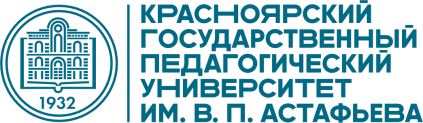 1932
КРАСНОЯРСКИЙ
ГОСУДАРСТВЕННЫЙ
ПЕДАГОГИЧЕСКИЙ
УНИВЕРСИТЕТ
ИМ. В. П. АСТАФЬЕВА